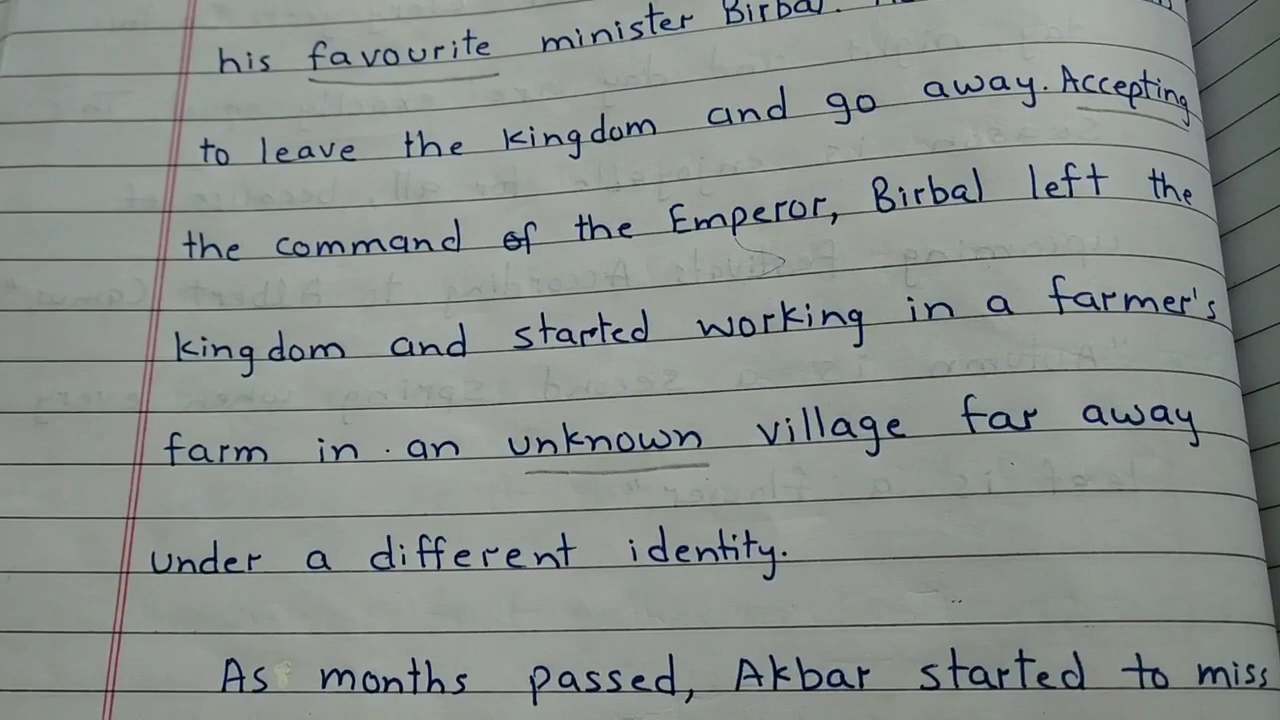 his favourite minister Birbal.
to leave the kingdom and go away. Accepting
the command of the Emperor, Birbal left the
kingdom and started working in a farmer's
farm in an unknown village far away
under a different identity.
As months passed, Akbar started to miss